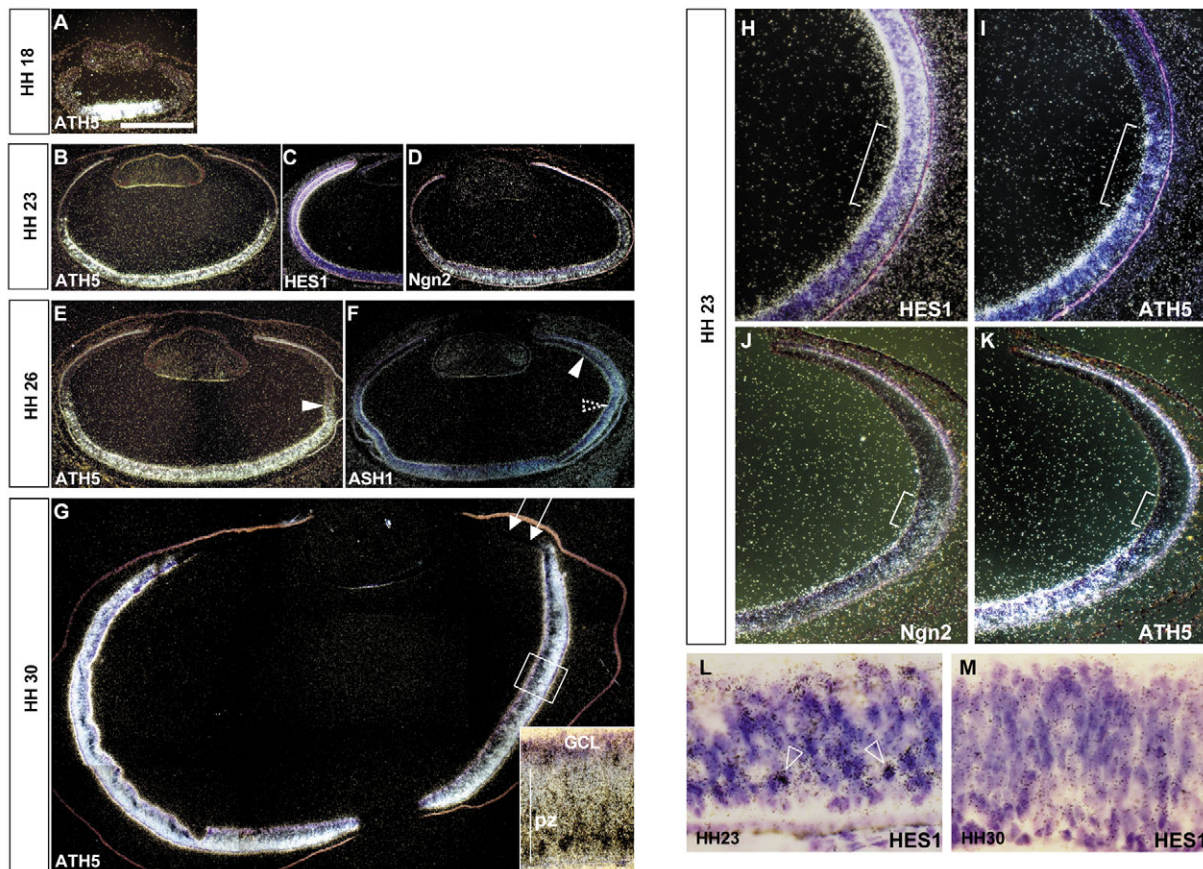 HH 18
A
ATH5
HH 23
B
ATH5
C
HES1
D
Ngn2
HH 26
E
ATH5
F
ASH1
HH 30
G
ATH5
GCL
pz
HH 23
H
HES1
I
ATH5
J
Ngn2
K
ATH5
L
HH23
HES1
M
HH30
HES1